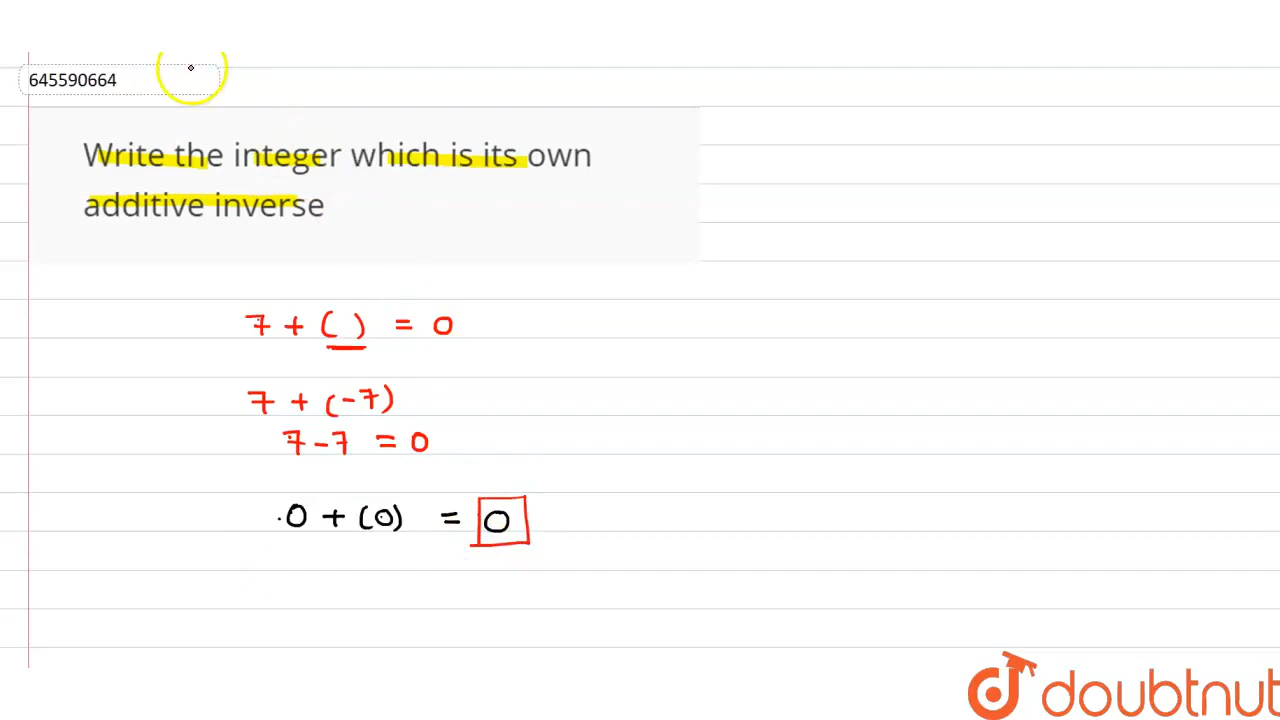 645590664
Write the integer which is its own
additive inverse
7 + ( ) = 0
7 + (-7)
7 - 7 = 0
0 + (0) = 0
doubtnut